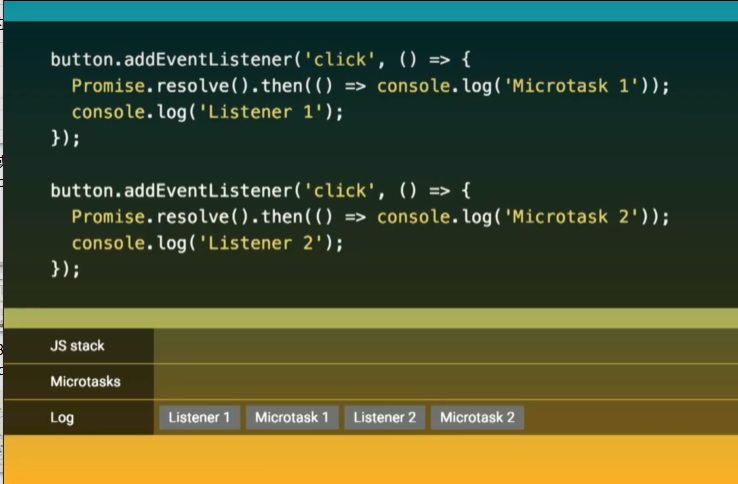 button.addEventListener('click', () => {
  Promise.resolve().then(() => console.log('Microtask 1'));
  console.log('Listener 1');
});
button.addEventListener('click', () => {
  Promise.resolve().then(() => console.log('Microtask 2'));
  console.log('Listener 2');
});
JS stack
Microtasks
Log Listener 1 Microtask 1 Listener 2 Microtask 2